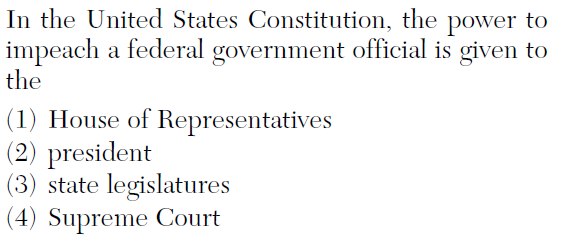 In the United States Constitution, the power to
impeach a federal government official is given to
the
(1) House of Representatives
(2) president
(3) state legislatures
(4) Supreme Court